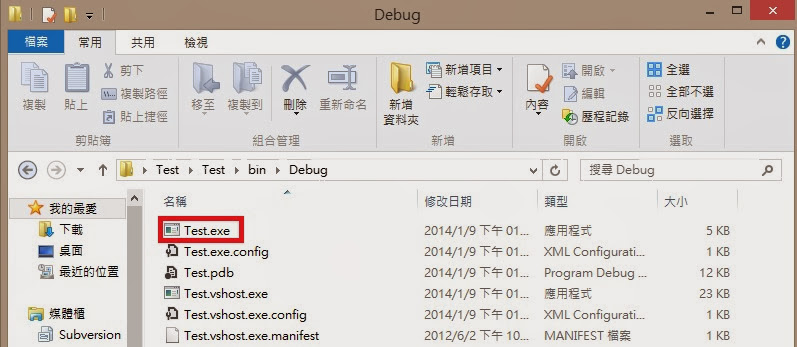 Debug
檔案 常用 共用 檢視
複製 貼上 剪下 複製路徑 貼上捷徑 移至 複製到 刪除 重新命名 新增資料夾 新增項目 輕鬆存取 內容 開啟 編輯 歷程記錄 全選 全部不選 反向選擇
剪貼簿 組合管理 新增 開啟 選取
Test Test bin Debug 搜尋 Debug
我的最愛
下載
桌面
最近的位置
媒體櫃
Subversion
名稱 修改日期 類型 大小
Test.exe 2014/1/9 下午 01... 應用程式 5 KB
Test.exe.config 2014/1/9 下午 01... XML Configurati... 1 KB
Test.pdb 2014/1/9 下午 01... Program Debug ... 12 KB
Test.vshost.exe 2014/1/9 下午 01... 應用程式 23 KB
Test.vshost.exe.config 2014/1/9 下午 01... XML Configurati... 1 KB
Test.vshost.exe.manifest 2012/6/2 下午 10... MANIFEST 檔案 1 KB